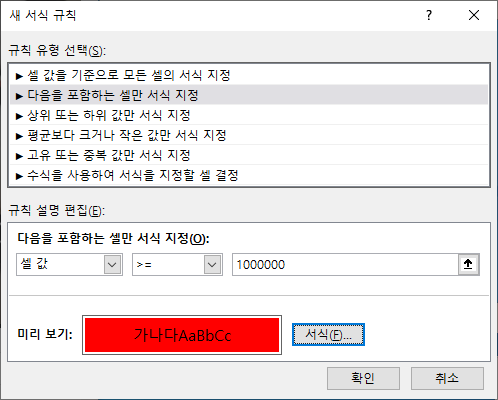 새 서식 규칙
규칙 유형 선택(S):
► 셀 값을 기준으로 모든 셀의 서식 지정
► 다음을 포함하는 셀만 서식 지정
► 상위 또는 하위 값만 서식 지정
► 평균보다 크거나 작은 값만 서식 지정
► 고유 또는 중복 값만 서식 지정
► 수식을 사용하여 서식을 지정할 셀 결정
규칙 설명 편집(E):
다음을 포함하는 셀만 서식 지정(O):
셀 값 >= 1000000
미리 보기: 가나다AaBbCc 서식(F)...
확인 취소